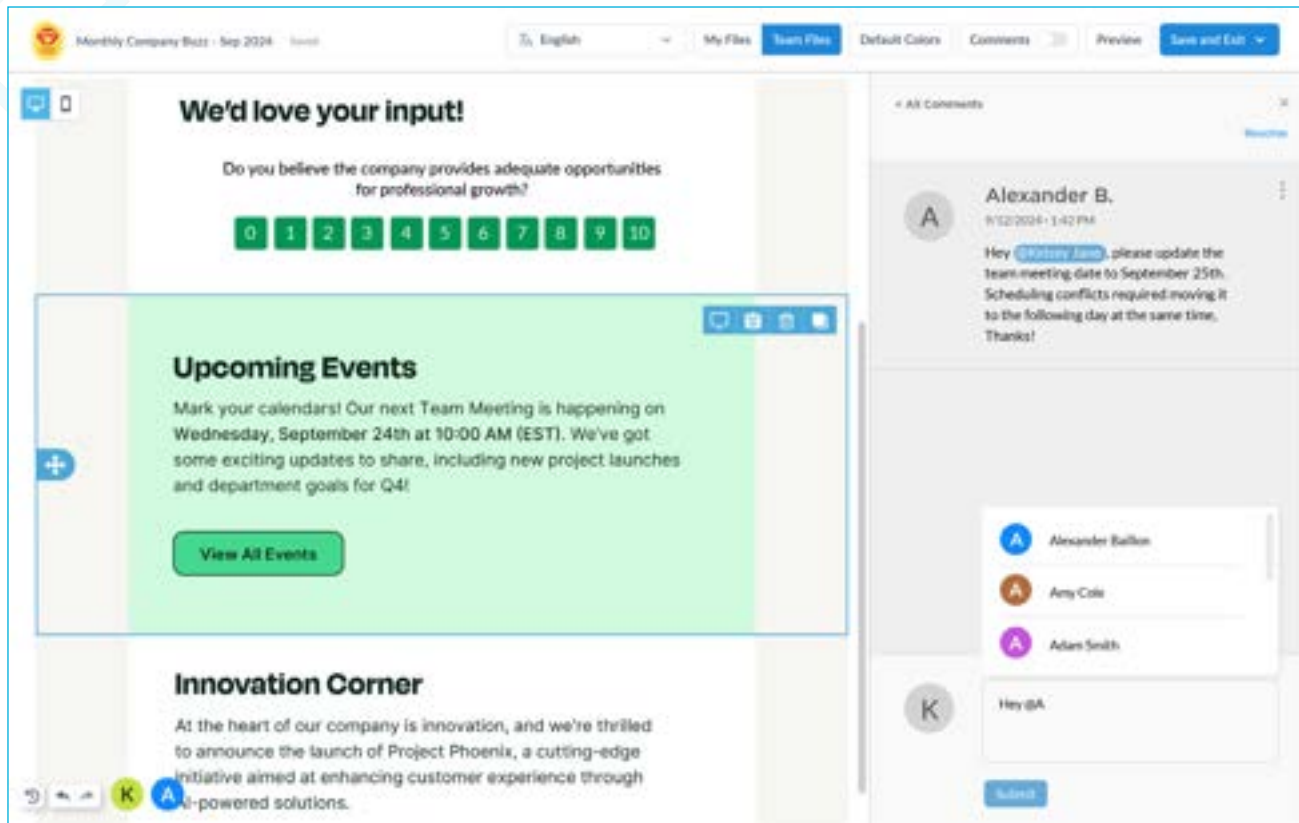 Monthly Company Buzz - Sep 2024 Saved
English
My Files
Team Files
Default Colors
Comments
Preview
Save and Exit
We'd love your input!
Do you believe the company provides adequate opportunities
for professional growth?
0 1 2 3 4 5 6 7 8 9 10
Upcoming Events
Mark your calendars! Our next Team Meeting is happening on
Wednesday, September 24th at 10:00 AM (EST). We've got
some exciting updates to share, including new project launches
and department goals for Q4!
View All Events
Innovation Corner
At the heart of our company is innovation, and we're thrilled
to announce the launch of Project Phoenix, a cutting-edge
initiative aimed at enhancing customer experience through
AI-powered solutions.
K
A
< All Comments
Resolve
A
Alexander B.
9/12/2024 • 1:42 PM
Hey @Kelsey Jane, please update the
team meeting date to September 25th.
Scheduling conflicts required moving it
to the following day at the same time.
Thanks!
A Alexander Baillon
A Amy Cole
A Adam Smith
K
Hey @A
Submit